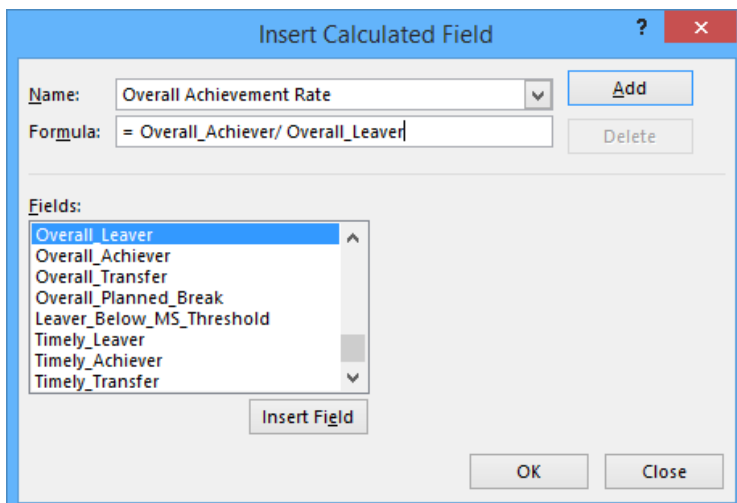 Insert Calculated Field ?
Name: Overall Achievement Rate Add
Formula: = Overall_Achiever/ Overall_Leaver Delete
Fields:
Overall_Leaver
Overall_Achiever
Overall_Transfer
Overall_Planned_Break
Leaver_Below_MS_Threshold
Timely_Leaver
Timely_Achiever
Timely_Transfer
Insert Field
OK Close